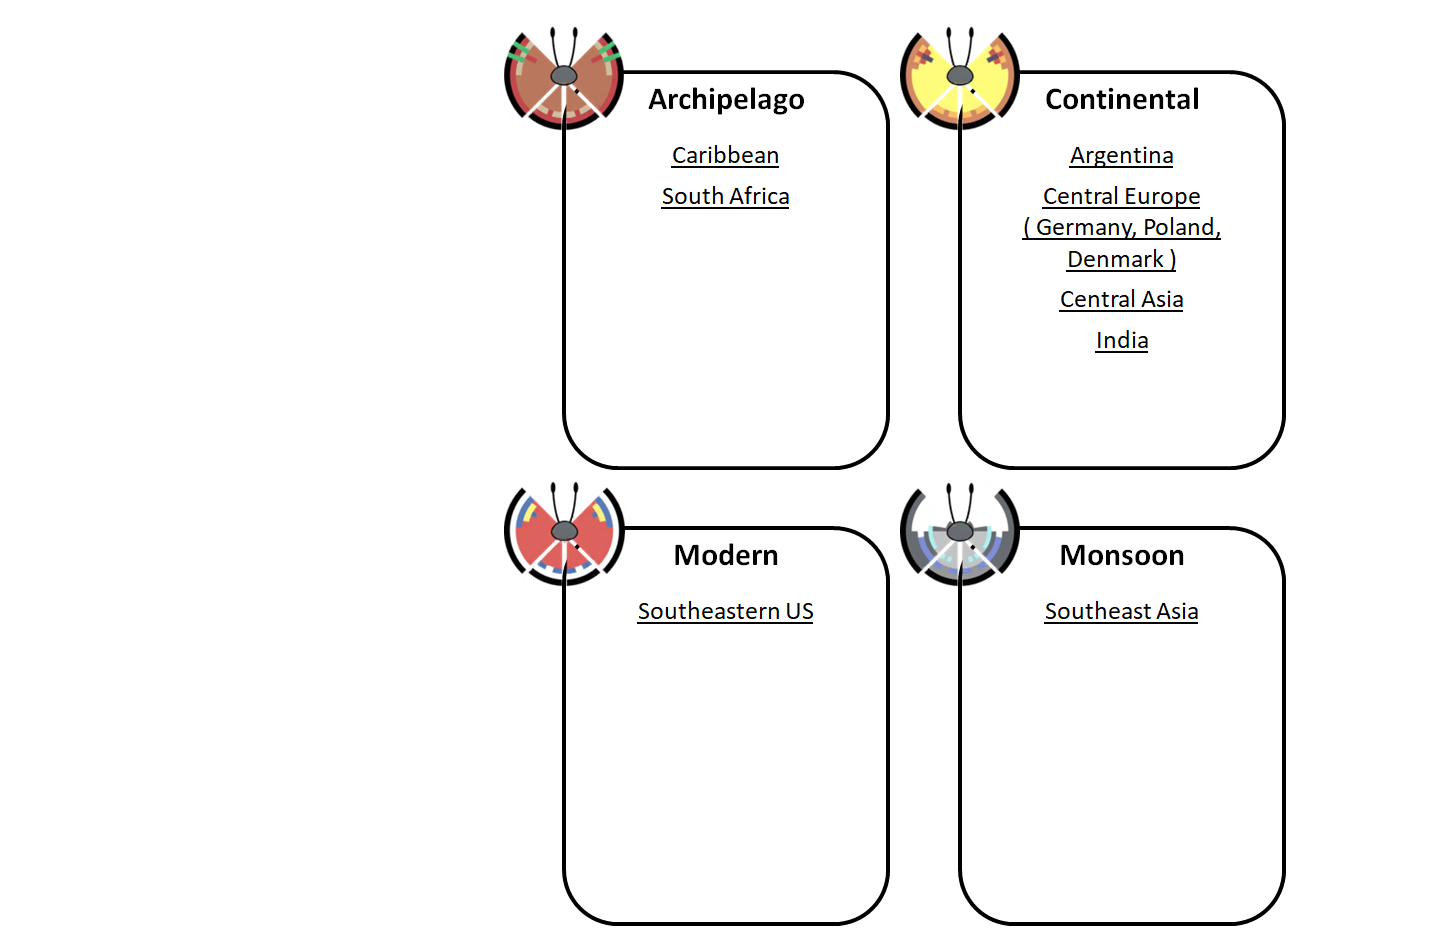 Archipelago
Caribbean
South Africa
Continental
Argentina
Central Europe
( Germany, Poland,
Denmark )
Central Asia
India
Modern
Southeastern US
Monsoon
Southeast Asia